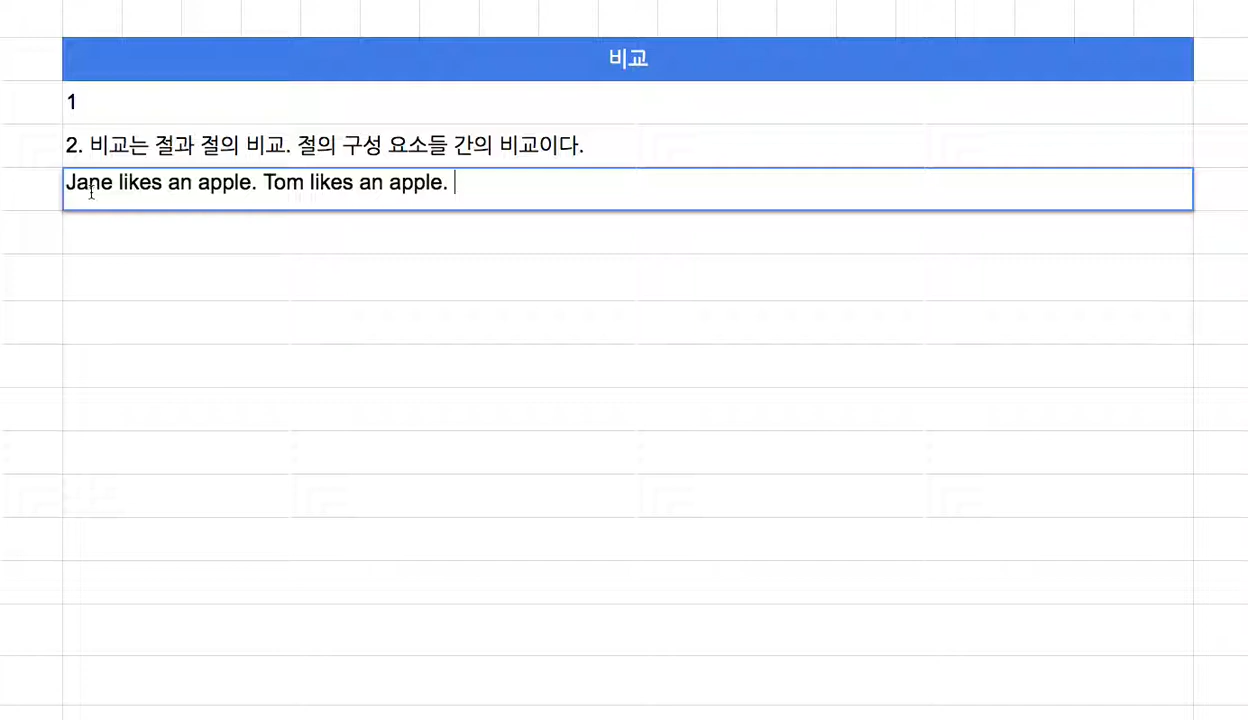 비교
1
2. 비교는 절과 절의 비교. 절의 구성 요소들 간의 비교이다.
Jane likes an apple. Tom likes an apple.